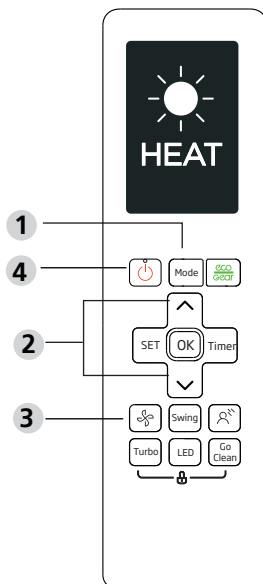 HEAT
1
4
Mode
eco
Gear
2
SET
OK
Timer
3
Swing
Turbo
LED
Go
Clean